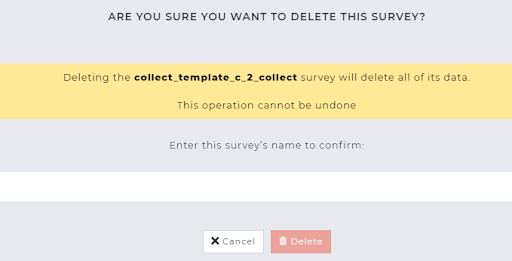 ARE YOU SURE YOU WANT TO DELETE THIS SURVEY?
Deleting the collect_template_c_2_collect survey will delete all of its data.
This operation cannot be undone
Enter this survey's name to confirm:
Cancel Delete